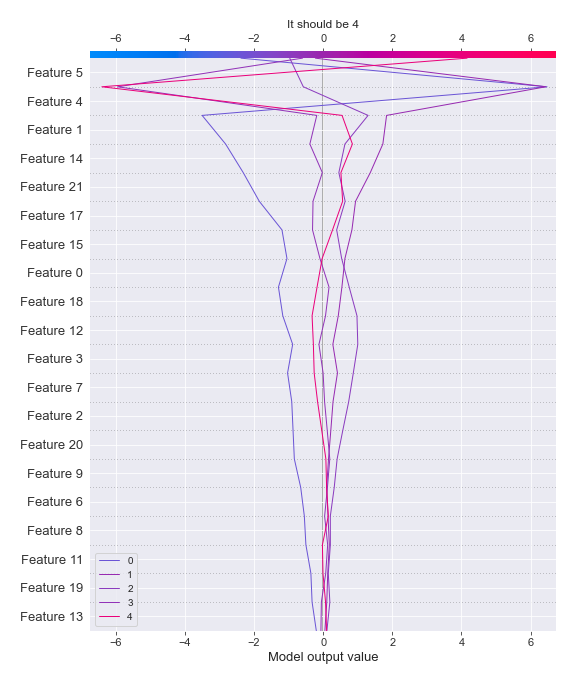 It should be 4
−6 −4 −2 0 2 4 6
Feature 5
Feature 4
Feature 1
Feature 14
Feature 21
Feature 17
Feature 15
Feature 0
Feature 18
Feature 12
Feature 3
Feature 7
Feature 2
Feature 20
Feature 9
Feature 6
Feature 8
Feature 11
Feature 19
Feature 13
0
1
2
3
4
−6 −4 −2 0 2 4 6
Model output value